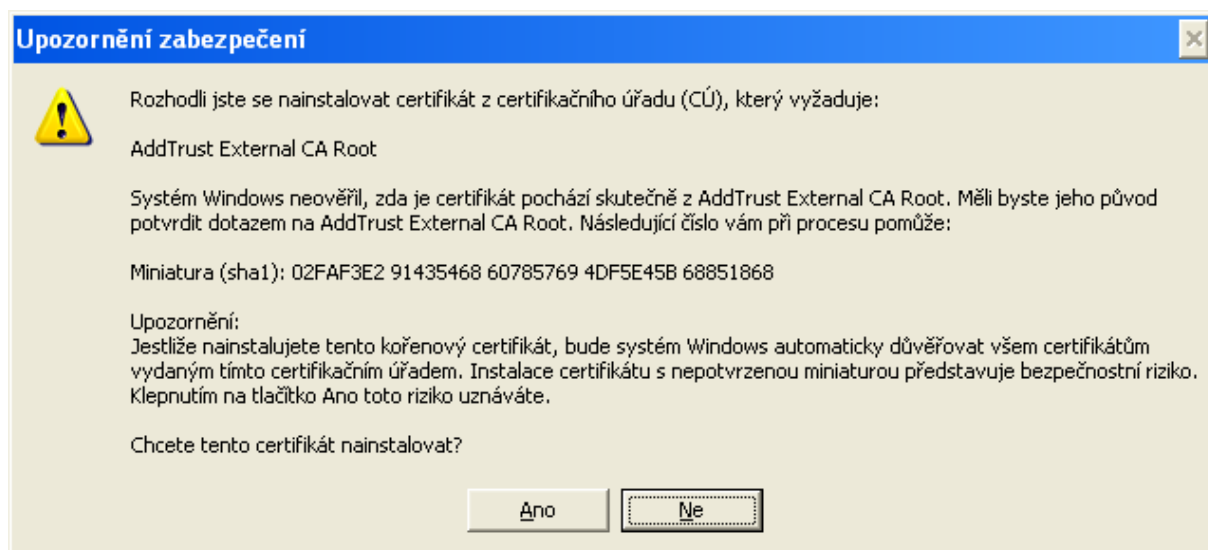 Upozornění zabezpečení
Rozhodli jste se nainstalovat certifikát z certifikačního úřadu (CÚ), který vyžaduje:
AddTrust External CA Root
Systém Windows neověřil, zda je certifikát pochází skutečně z AddTrust External CA Root. Měli byste jeho původ
potvrdit dotazem na AddTrust External CA Root. Následující číslo vám při procesu pomůže:
Miniatura (sha1): 02FAF3E2 91435468 60785769 4DF5E45B 68851868
Upozornění:
Jestliže nainstalujete tento kořenový certifikát, bude systém Windows automaticky důvěřovat všem certifikátům
vydaným tímto certifikačním úřadem. Instalace certifikátu s nepotvrzenou miniaturou představuje bezpečnostní riziko.
Klepnutím na tlačítko Ano toto riziko uznáváte.
Chcete tento certifikát nainstalovat?
Ano
Ne